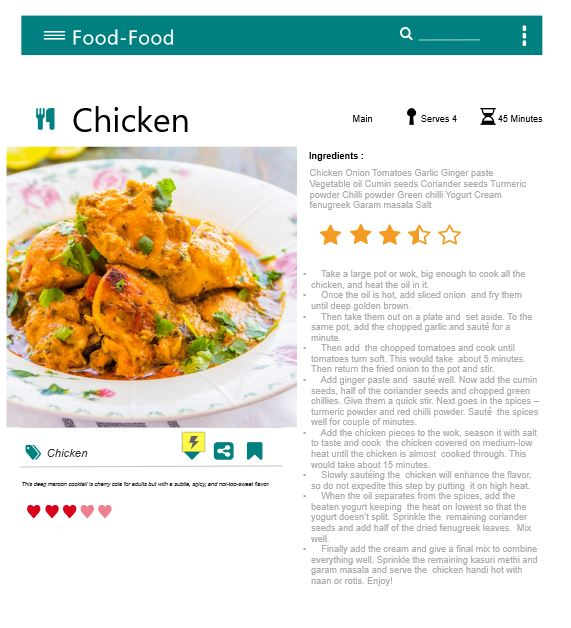 Food-Food
Chicken
Main
Serves 4
45 Minutes
Ingredients :
Chicken Onion Tomatoes Garlic Ginger paste
Vegetable oil Cumin seeds Coriander seeds Turmeric
powder Chilli powder Green chilli Yogurt Cream
fenugreek Garam masala Salt
• Take a large pot or wok, big enough to cook all the
chicken, and heat the oil in it.
• Once the oil is hot, add sliced onion and fry them
until deep golden brown.
• Then take them out on a plate and set aside. To the
same pot, add the chopped garlic and sauté for a
minute.
• Then add the chopped tomatoes and cook until
tomatoes turn soft. This would take about 5 minutes.
Then return the fried onion to the pot and stir.
• Add ginger paste and sauté well. Now add the cumin
seeds, half of the coriander seeds and chopped green
chillies. Give them a quick stir. Next goes in the spices –
turmeric powder and red chilli powder. Sauté the spices
well for couple of minutes.
• Add the chicken pieces to the wok, season it with salt
to taste and cook the chicken covered on medium-low
heat until the chicken is almost cooked through. This
would take about 15 minutes.
• Slowly sautéing the chicken will enhance the flavor,
so do not expedite this step by putting it on high heat.
• When the oil separates from the spices, add the
beaten yogurt keeping the heat on lowest so that the
yogurt doesn't split. Sprinkle the remaining coriander
seeds and add half of the dried fenugreek leaves. Mix
well.
• Finally add the cream and give a final mix to combine
everything well. Sprinkle the remaining kasuri methi and
garam masala and serve the chicken handi hot with
naan or rotis. Enjoy!
Chicken
This deep maroon cocktail is cherry cola for adults but with a subtle, spicy, and not-too-sweet flavor.